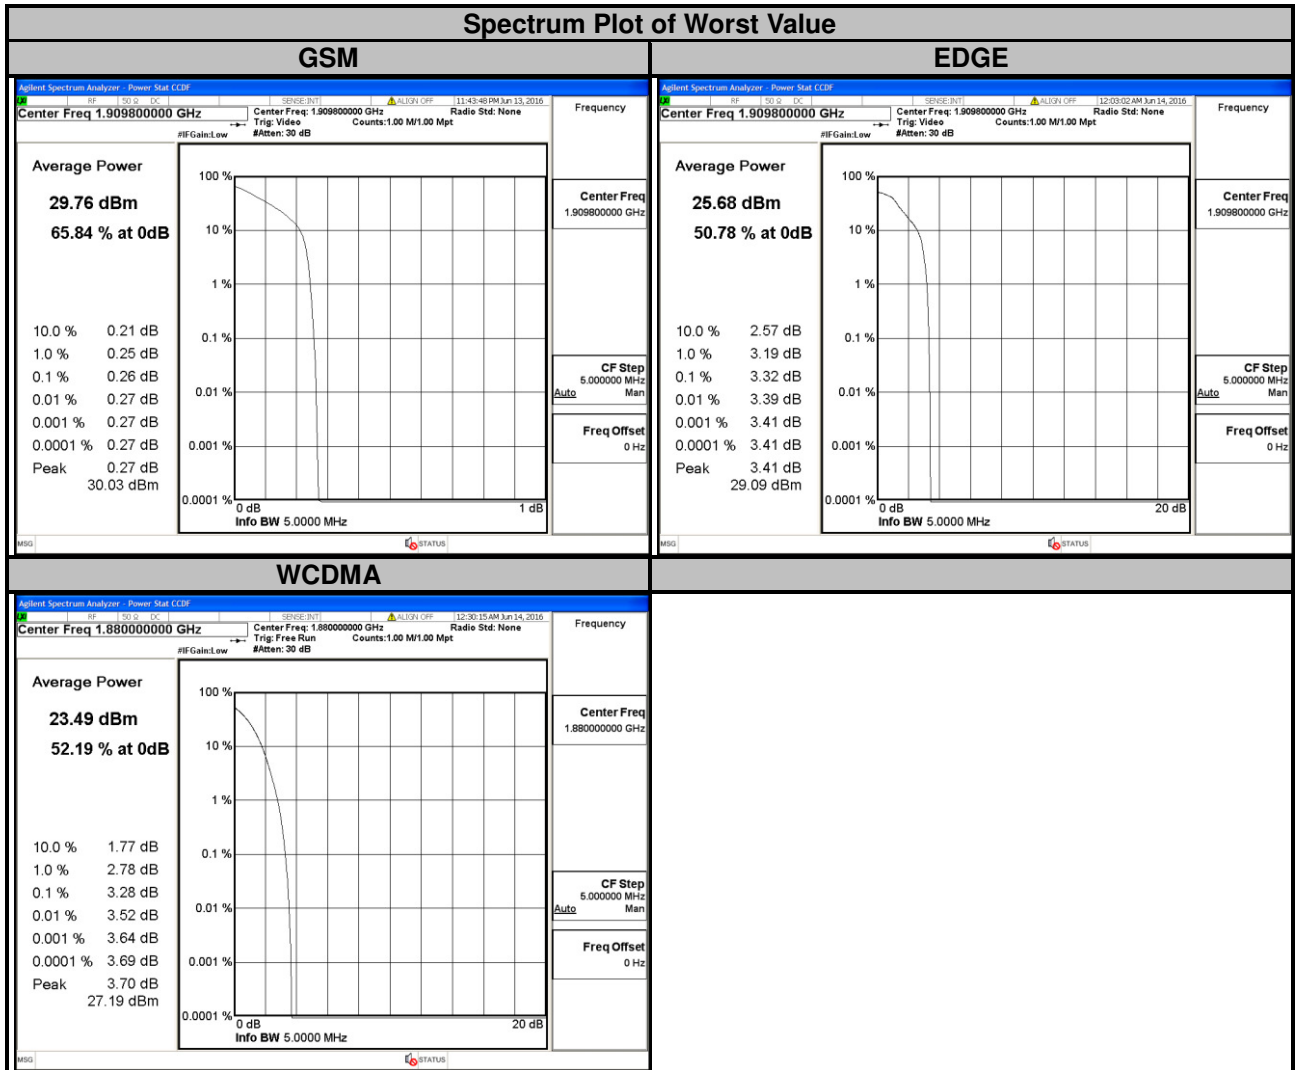 Spectrum Plot of Worst Value
GSM
Agilent Spectrum Analyzer - Power Stat CCDF
RF 50 Ω DC SENSE:INT ALIGN OFF 11:43:48 PM Jun 13, 2016
Center Freq 1.909800000 GHz
Center Freq: 1.909800000 GHz Radio Std: None
Trig: Video Counts:1.00 M/1.00 Mpt
#IFGain:Low #Atten: 30 dB
Frequency
Average Power
29.76 dBm
65.84 % at 0dB
10.0 % 0.21 dB
1.0 % 0.25 dB
0.1 % 0.26 dB
0.01 % 0.27 dB
0.001 % 0.27 dB
0.0001 % 0.27 dB
Peak 0.27 dB
30.03 dBm
100 %
10 %
1 %
0.1 %
0.01 %
0.001 %
0.0001 %
0 dB 1 dB
Info BW 5.0000 MHz
Center Freq
1.909800000 GHz
CF Step
5.000000 MHz
Auto Man
Freq Offset
0 Hz
MSG STATUS
EDGE
Agilent Spectrum Analyzer - Power Stat CCDF
RF 50 Ω DC SENSE:INT ALIGN OFF 12:03:02 AM Jun 14, 2016
Center Freq 1.909800000 GHz
Center Freq: 1.909800000 GHz Radio Std: None
Trig: Video Counts:1.00 M/1.00 Mpt
#IFGain:Low #Atten: 30 dB
Frequency
Average Power
25.68 dBm
50.78 % at 0dB
10.0 % 2.57 dB
1.0 % 3.19 dB
0.1 % 3.32 dB
0.01 % 3.39 dB
0.001 % 3.41 dB
0.0001 % 3.41 dB
Peak 3.41 dB
29.09 dBm
100 %
10 %
1 %
0.1 %
0.01 %
0.001 %
0.0001 %
0 dB 20 dB
Info BW 5.0000 MHz
Center Freq
1.909800000 GHz
CF Step
5.000000 MHz
Auto Man
Freq Offset
0 Hz
MSG STATUS
WCDMA
Agilent Spectrum Analyzer - Power Stat CCDF
RF 50 Ω DC SENSE:INT ALIGN OFF 12:30:15 AM Jun 14, 2016
Center Freq 1.880000000 GHz
Center Freq: 1.880000000 GHz Radio Std: None
Trig: Free Run Counts:1.00 M/1.00 Mpt
#IFGain:Low #Atten: 30 dB
Frequency
Average Power
23.49 dBm
52.19 % at 0dB
10.0 % 1.77 dB
1.0 % 2.78 dB
0.1 % 3.28 dB
0.01 % 3.52 dB
0.001 % 3.64 dB
0.0001 % 3.69 dB
Peak 3.70 dB
27.19 dBm
100 %
10 %
1 %
0.1 %
0.01 %
0.001 %
0.0001 %
0 dB 20 dB
Info BW 5.0000 MHz
Center Freq
1.880000000 GHz
CF Step
5.000000 MHz
Auto Man
Freq Offset
0 Hz
MSG STATUS